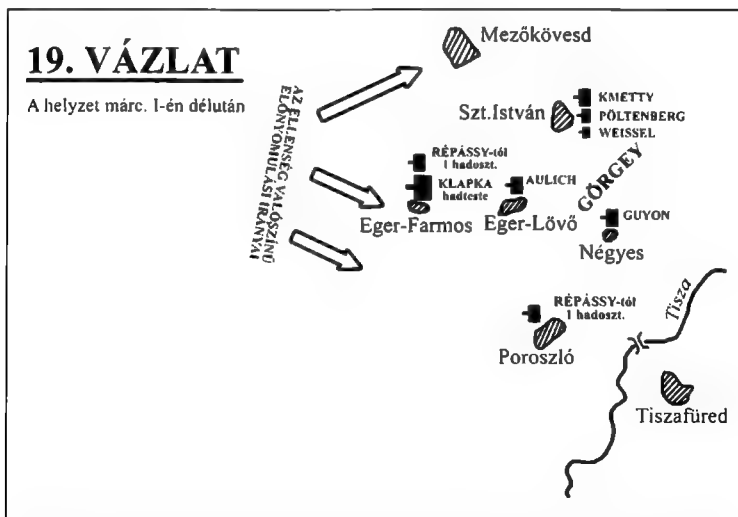 19. VÁZLAT
A helyzet márc. 1-én délután
AZ ELLENSÉG VALÓSZÍNŰ
ELŐNYOMULÁSI IRÁNYAI
Mezőkövesd
Szt.István
KMETTY
PÖLTENBERG
WEISSEL
RÉPÁSSY-tól
1 hadoszt.
KLAPKA
hadteste
AULICH
GÖRGEY
Eger-Farmos
Eger-Lövő
GUYON
Négyes
RÉPÁSSY-tól
1 hadoszt.
Poroszló
Tisza
Tiszafüred